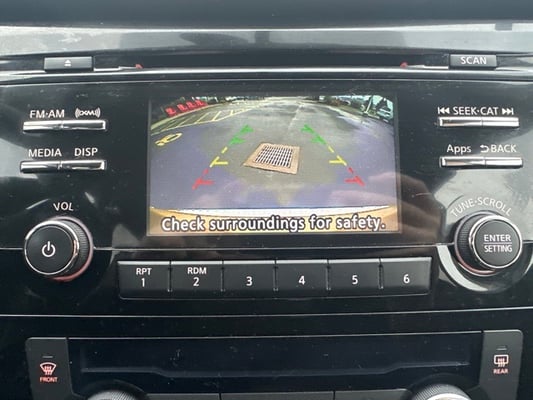 SCAN
FM·AM
SEEK·CAT
MEDIA DISP
Apps BACK
VOL
TUNE·SCROLL
Check surroundings for safety.
ENTER
SETTING
RPT
1
RDM
2
3
4
5
6
FRONT
REAR